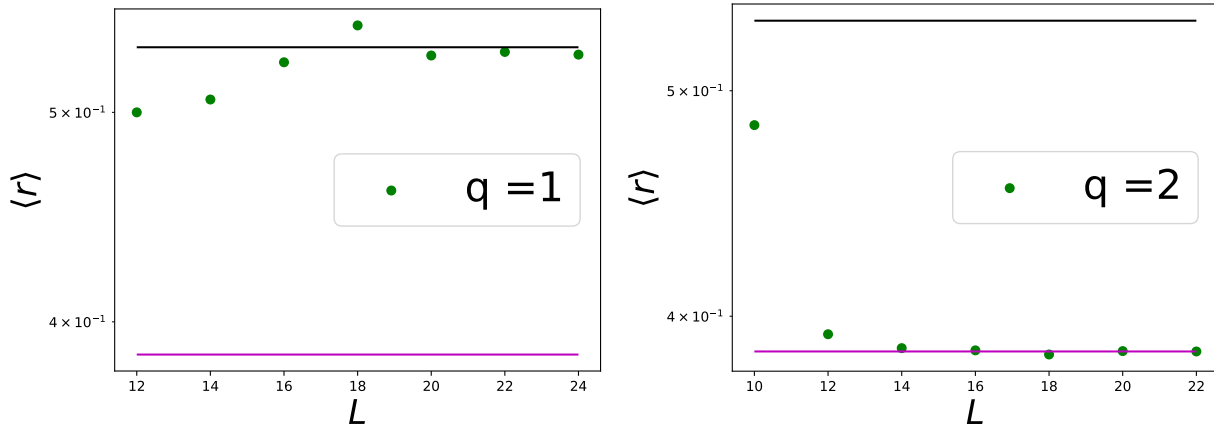 5 × 10⁻¹
4 × 10⁻¹
⟨r⟩
q =1
12 14 16 18 20 22 24
L
5 × 10⁻¹
4 × 10⁻¹
⟨r⟩
q =2
10 12 14 16 18 20 22
L